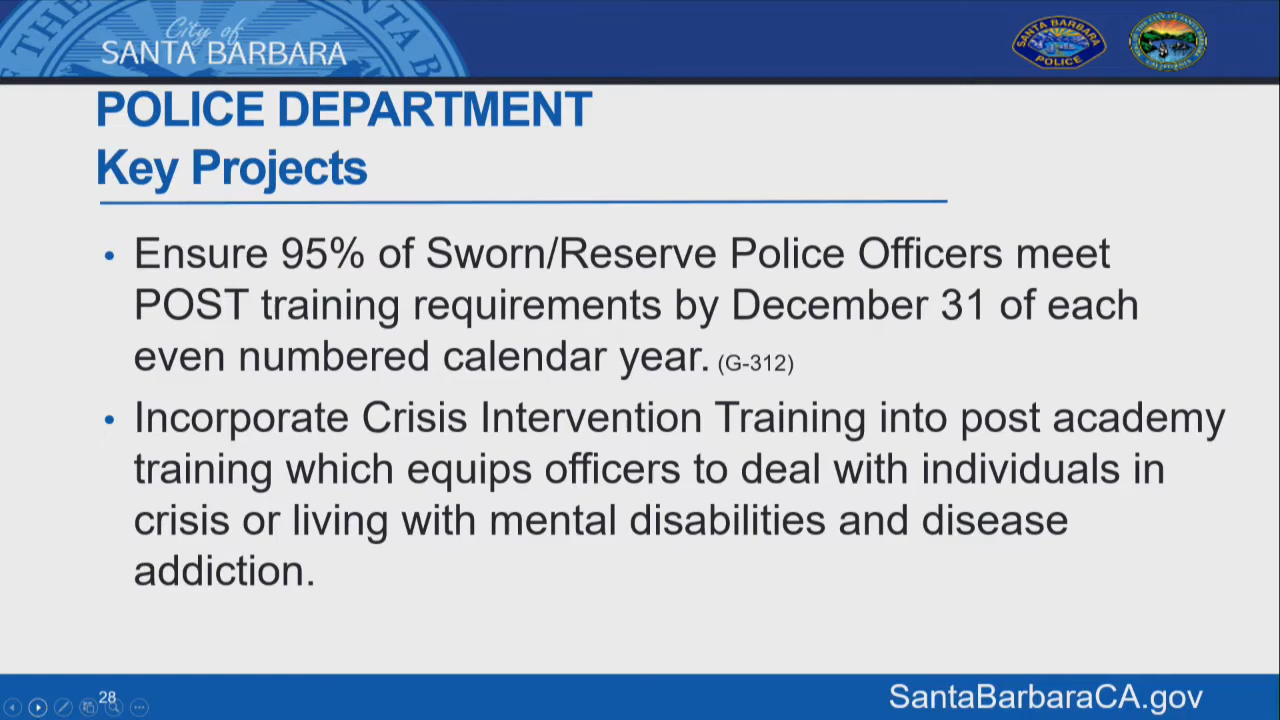 City of
SANTA BARBARA
SANTA BARBARA
POLICE
POLICE DEPARTMENT
Key Projects
• Ensure 95% of Sworn/Reserve Police Officers meet
POST training requirements by December 31 of each
even numbered calendar year. (G-312)
• Incorporate Crisis Intervention Training into post academy
training which equips officers to deal with individuals in
crisis or living with mental disabilities and disease
addiction.
28
SantaBarbaraCA.gov